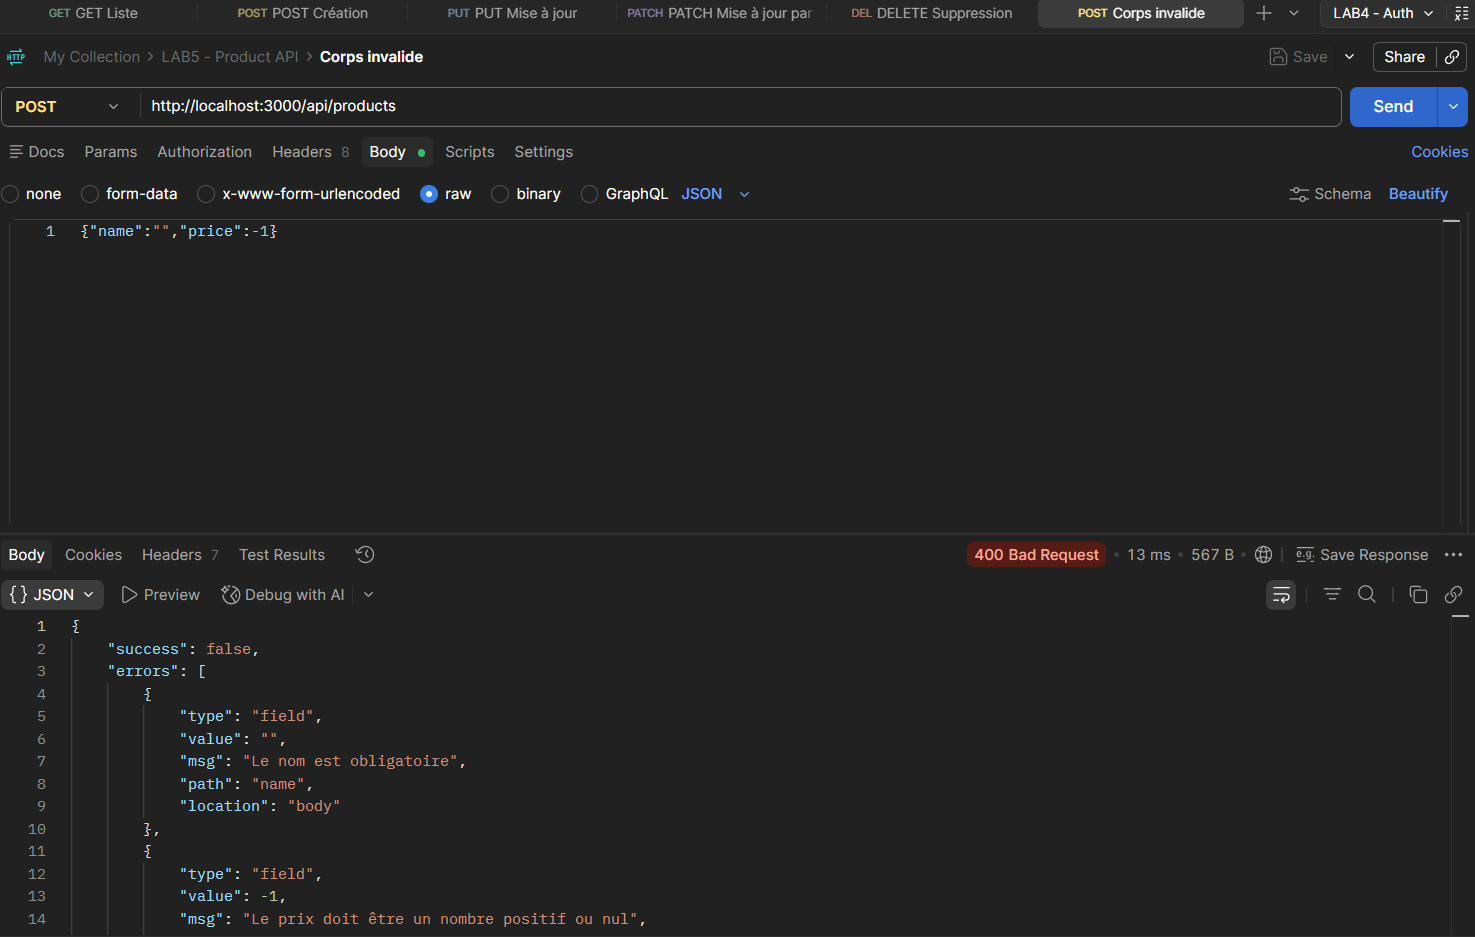 GET GET Liste POST POST Création PUT PUT Mise à jour PATCH PATCH Mise à jour par DEL DELETE Suppression POST Corps invalide LAB4 - Auth
HTTP My Collection > LAB5 - Product API > Corps invalide Save Share
POST http://localhost:3000/api/products Send
Docs Params Authorization Headers 8 Body Scripts Settings Cookies
none form-data x-www-form-urlencoded raw binary GraphQL JSON Schema Beautify
1 {"name":"","price":-1}
Body Cookies Headers 7 Test Results 400 Bad Request • 13 ms • 567 B • e.g. Save Response
{} JSON Preview Debug with AI
1 {
2 "success": false,
3 "errors": [
4 {
5 "type": "field",
6 "value": "",
7 "msg": "Le nom est obligatoire",
8 "path": "name",
9 "location": "body"
10 },
11 {
12 "type": "field",
13 "value": -1,
14 "msg": "Le prix doit être un nombre positif ou nul",